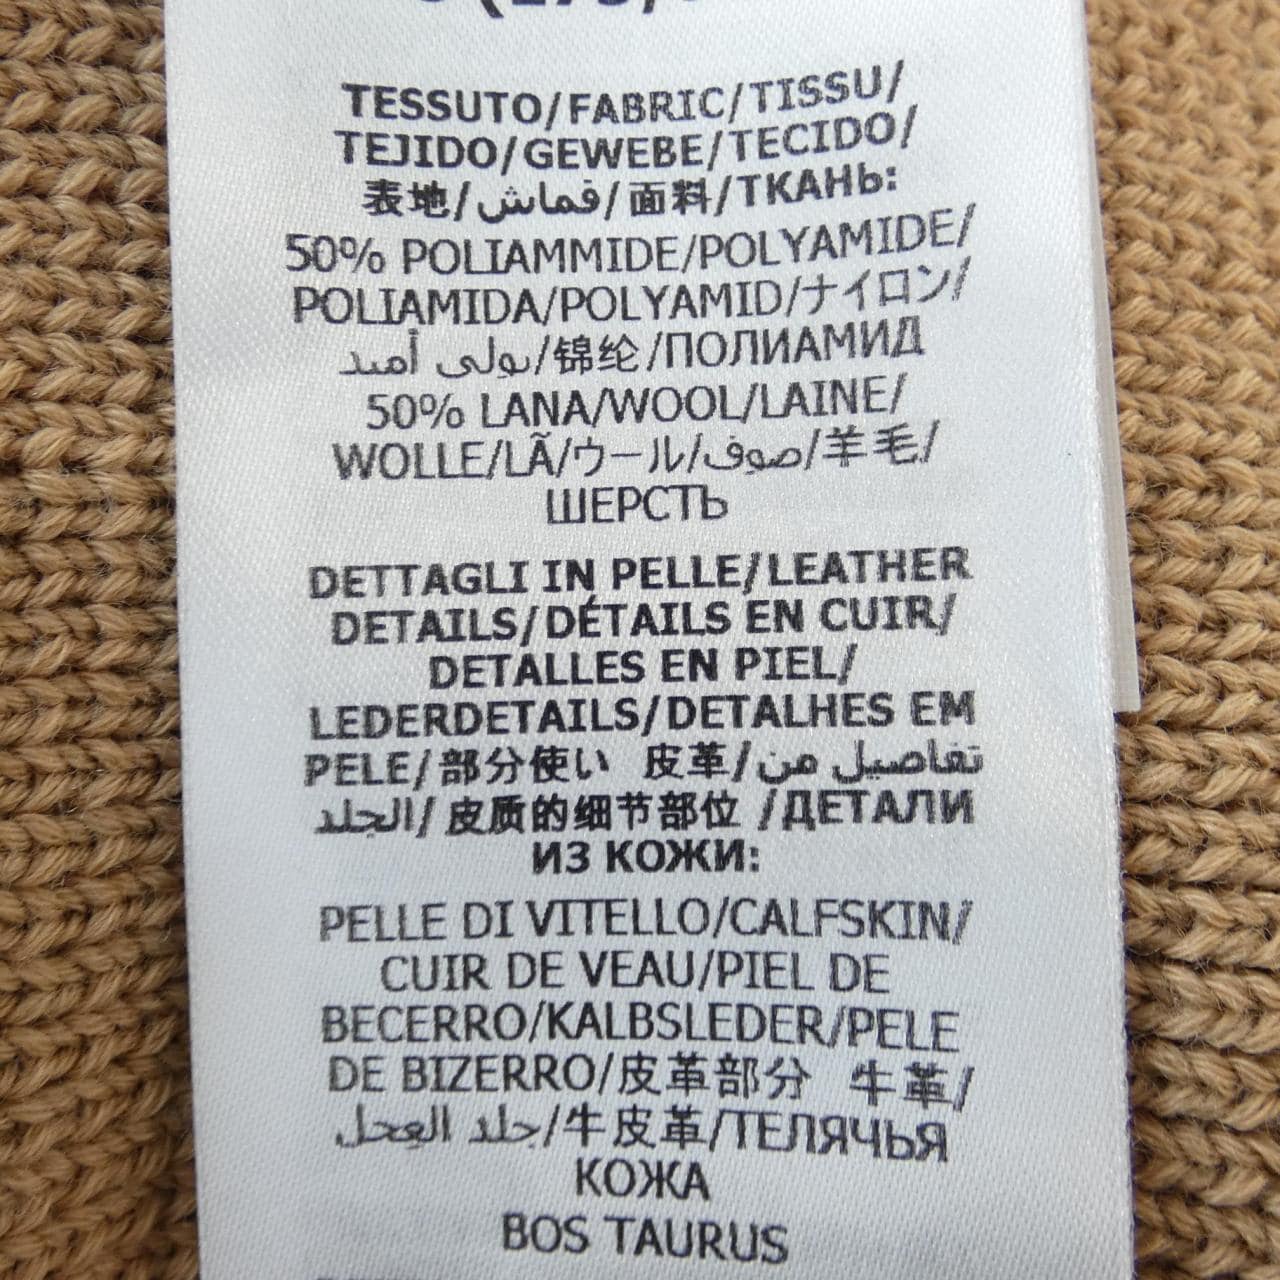 TESSUTO/FABRIC/TISSU/
TEJIDO/GEWEBE/TECIDO/
表地/قماش/面料/ТКАНЬ:
50% POLIAMMIDE/POLYAMIDE/
POLIAMIDA/POLYAMID/ナイロン/
بولي أميد/锦纶/ПОЛИАМИД
50% LANA/WOOL/LAINE/
WOLLE/LÃ/ウール/صوف/羊毛/
ШЕРСТЬ
DETTAGLI IN PELLE/LEATHER
DETAILS/DÉTAILS EN CUIR/
DETALLES EN PIEL/
LEDERDETAILS/DETALHES EM
PELE/部分使い 皮革/تفاصيل من
الجلد/皮质的细节部位 /ДЕТАЛИ
ИЗ КОЖИ:
PELLE DI VITELLO/CALFSKIN/
CUIR DE VEAU/PIEL DE
BECERRO/KALBSLEDER/PELE
DE BIZERRO/皮革部分 牛革/
جلد العجل/牛皮革/ТЕЛЯЧЬЯ
КОЖА
BOS TAURUS